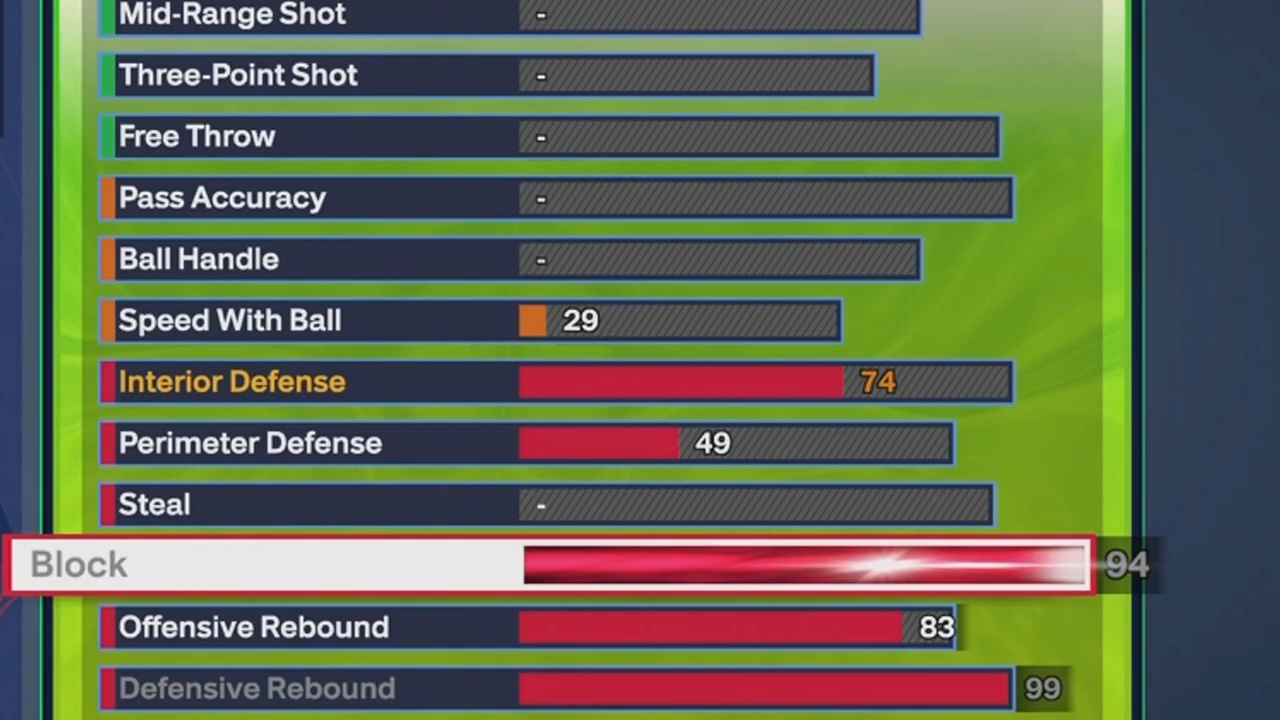 Mid-Range Shot -
Three-Point Shot -
Free Throw -
Pass Accuracy -
Ball Handle -
Speed With Ball 29
Interior Defense 74
Perimeter Defense 49
Steal -
Block 94
Offensive Rebound 83
Defensive Rebound 99